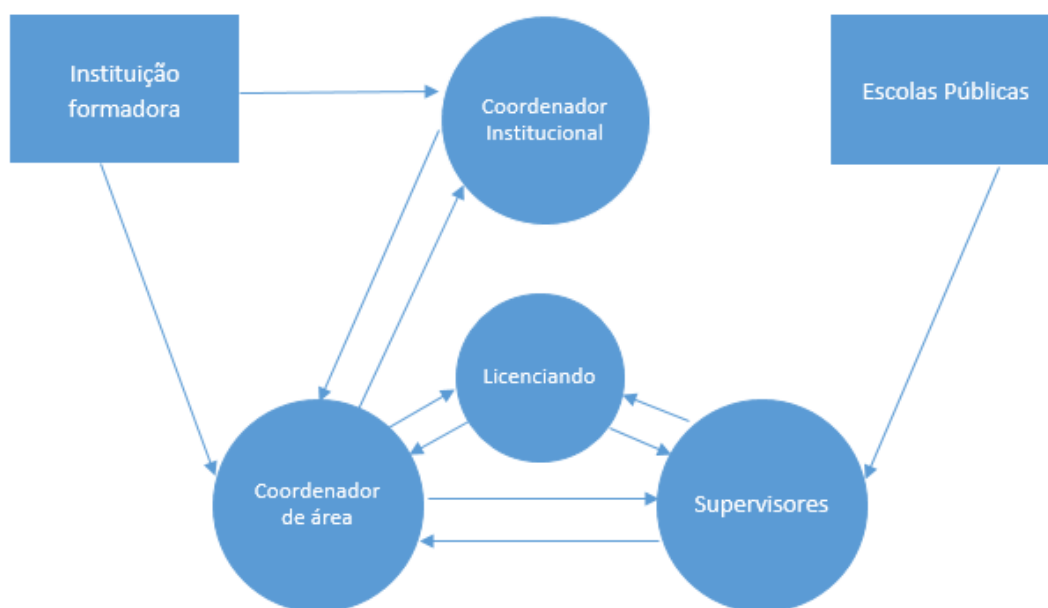 Instituição
formadora
Coordenador
Institucional
Escolas Públicas
Licenciando
Coordenador
de área
Supervisores